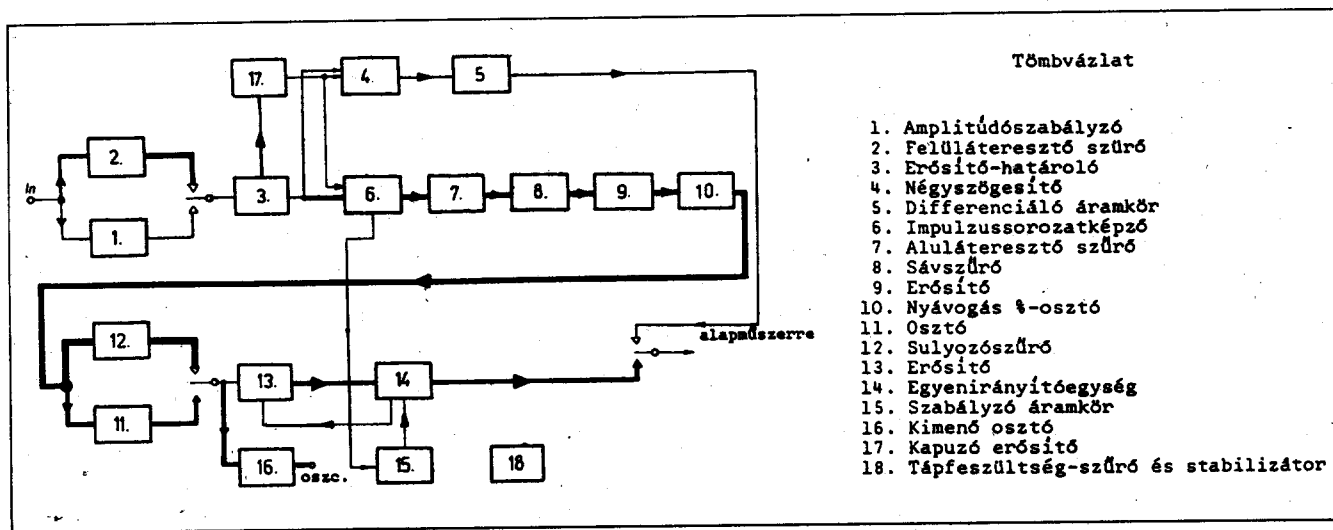 17.
4.
5
Tömbvázlat
2.
In
3.
6.
7.
8.
9.
10.
1.
1. Amplitúdószabályzó
2. Felüláteresztő szűrő
3. Erősítő-határoló
4. Négyszögesítő
5. Differenciáló áramkör
6. Impulzussorozatképző
7. Aluláteresztő szűrő
8. Sávszűrő
9. Erősítő
10. Nyávogás %-osztó
11. Osztó
12. Sulyozószűrő
13. Erősítő
14. Egyenirányítóegység
15. Szabályzó áramkör
16. Kimenő osztó
17. Kapuzó erősítő
18. Tápfeszültség-szűrő és stabilizátor
alapműszerre
12.
13.
14
11.
16.
oszc.
15.
18